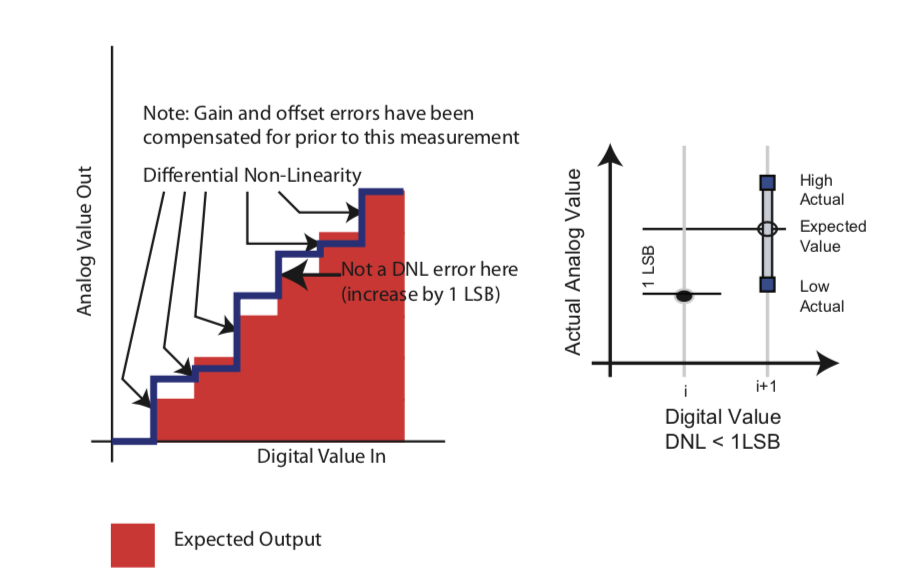 Note: Gain and offset errors have been
compensated for prior to this measurement
Differential Non-Linearity
Analog Value Out
Not a DNL error here
(increase by 1 LSB)
Digital Value In
Expected Output
Actual Analog Value
1 LSB
High
Actual
Expected
Value
Low
Actual
i
i+1
Digital Value
DNL < 1LSB